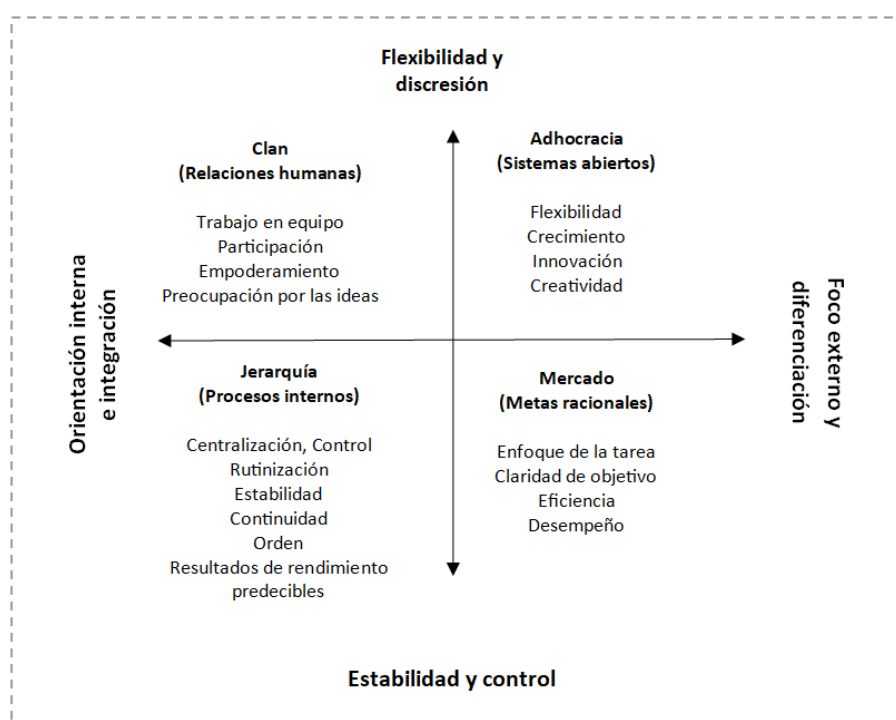 Flexibilidad y
discresión
Clan
(Relaciones humanas)
Trabajo en equipo
Participación
Empoderamiento
Preocupación por las ideas
Adhocracia
(Sistemas abiertos)
Flexibilidad
Crecimiento
Innovación
Creatividad
Orientación interna
e integración
Foco externo y
diferenciación
Jerarquía
(Procesos internos)
Centralización, Control
Rutinización
Estabilidad
Continuidad
Orden
Resultados de rendimiento
predecibles
Mercado
(Metas racionales)
Enfoque de la tarea
Claridad de objetivo
Eficiencia
Desempeño
Estabilidad y control